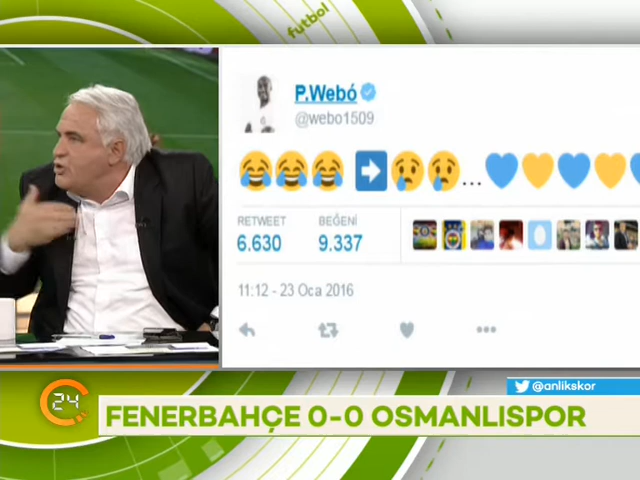 futbol
P.Webó
@webo1509
...
RETWEET
BEĞENİ
6.630
9.337
11:12 - 23 Oca 2016
@anlikskor
24
FENERBAHÇE 0-0 OSMANLISPOR